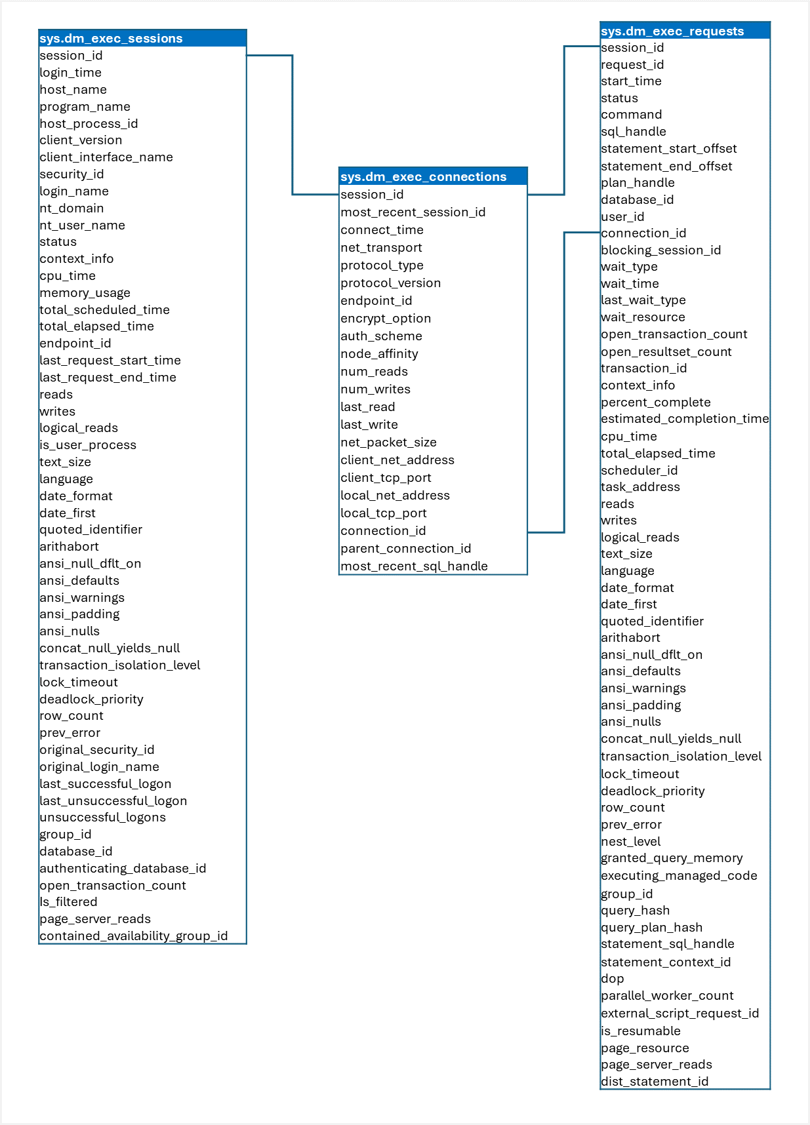 sys.dm_exec_sessions
session_id
login_time
host_name
program_name
host_process_id
client_version
client_interface_name
security_id
login_name
nt_domain
nt_user_name
status
context_info
cpu_time
memory_usage
total_scheduled_time
total_elapsed_time
endpoint_id
last_request_start_time
last_request_end_time
reads
writes
logical_reads
is_user_process
text_size
language
date_format
date_first
quoted_identifier
arithabort
ansi_null_dflt_on
ansi_defaults
ansi_warnings
ansi_padding
ansi_nulls
concat_null_yields_null
transaction_isolation_level
lock_timeout
deadlock_priority
row_count
prev_error
original_security_id
original_login_name
last_successful_logon
last_unsuccessful_logon
unsuccessful_logons
group_id
database_id
authenticating_database_id
open_transaction_count
Is_filtered
page_server_reads
contained_availability_group_id
sys.dm_exec_connections
session_id
most_recent_session_id
connect_time
net_transport
protocol_type
protocol_version
endpoint_id
encrypt_option
auth_scheme
node_affinity
num_reads
num_writes
last_read
last_write
net_packet_size
client_net_address
client_tcp_port
local_net_address
local_tcp_port
connection_id
parent_connection_id
most_recent_sql_handle
sys.dm_exec_requests
session_id
request_id
start_time
status
command
sql_handle
statement_start_offset
statement_end_offset
plan_handle
database_id
user_id
connection_id
blocking_session_id
wait_type
wait_time
last_wait_type
wait_resource
open_transaction_count
open_resultset_count
transaction_id
context_info
percent_complete
estimated_completion_time
cpu_time
total_elapsed_time
scheduler_id
task_address
reads
writes
logical_reads
text_size
language
date_format
date_first
quoted_identifier
arithabort
ansi_null_dflt_on
ansi_defaults
ansi_warnings
ansi_padding
ansi_nulls
concat_null_yields_null
transaction_isolation_level
lock_timeout
deadlock_priority
row_count
prev_error
nest_level
granted_query_memory
executing_managed_code
group_id
query_hash
query_plan_hash
statement_sql_handle
statement_context_id
dop
parallel_worker_count
external_script_request_id
is_resumable
page_resource
page_server_reads
dist_statement_id